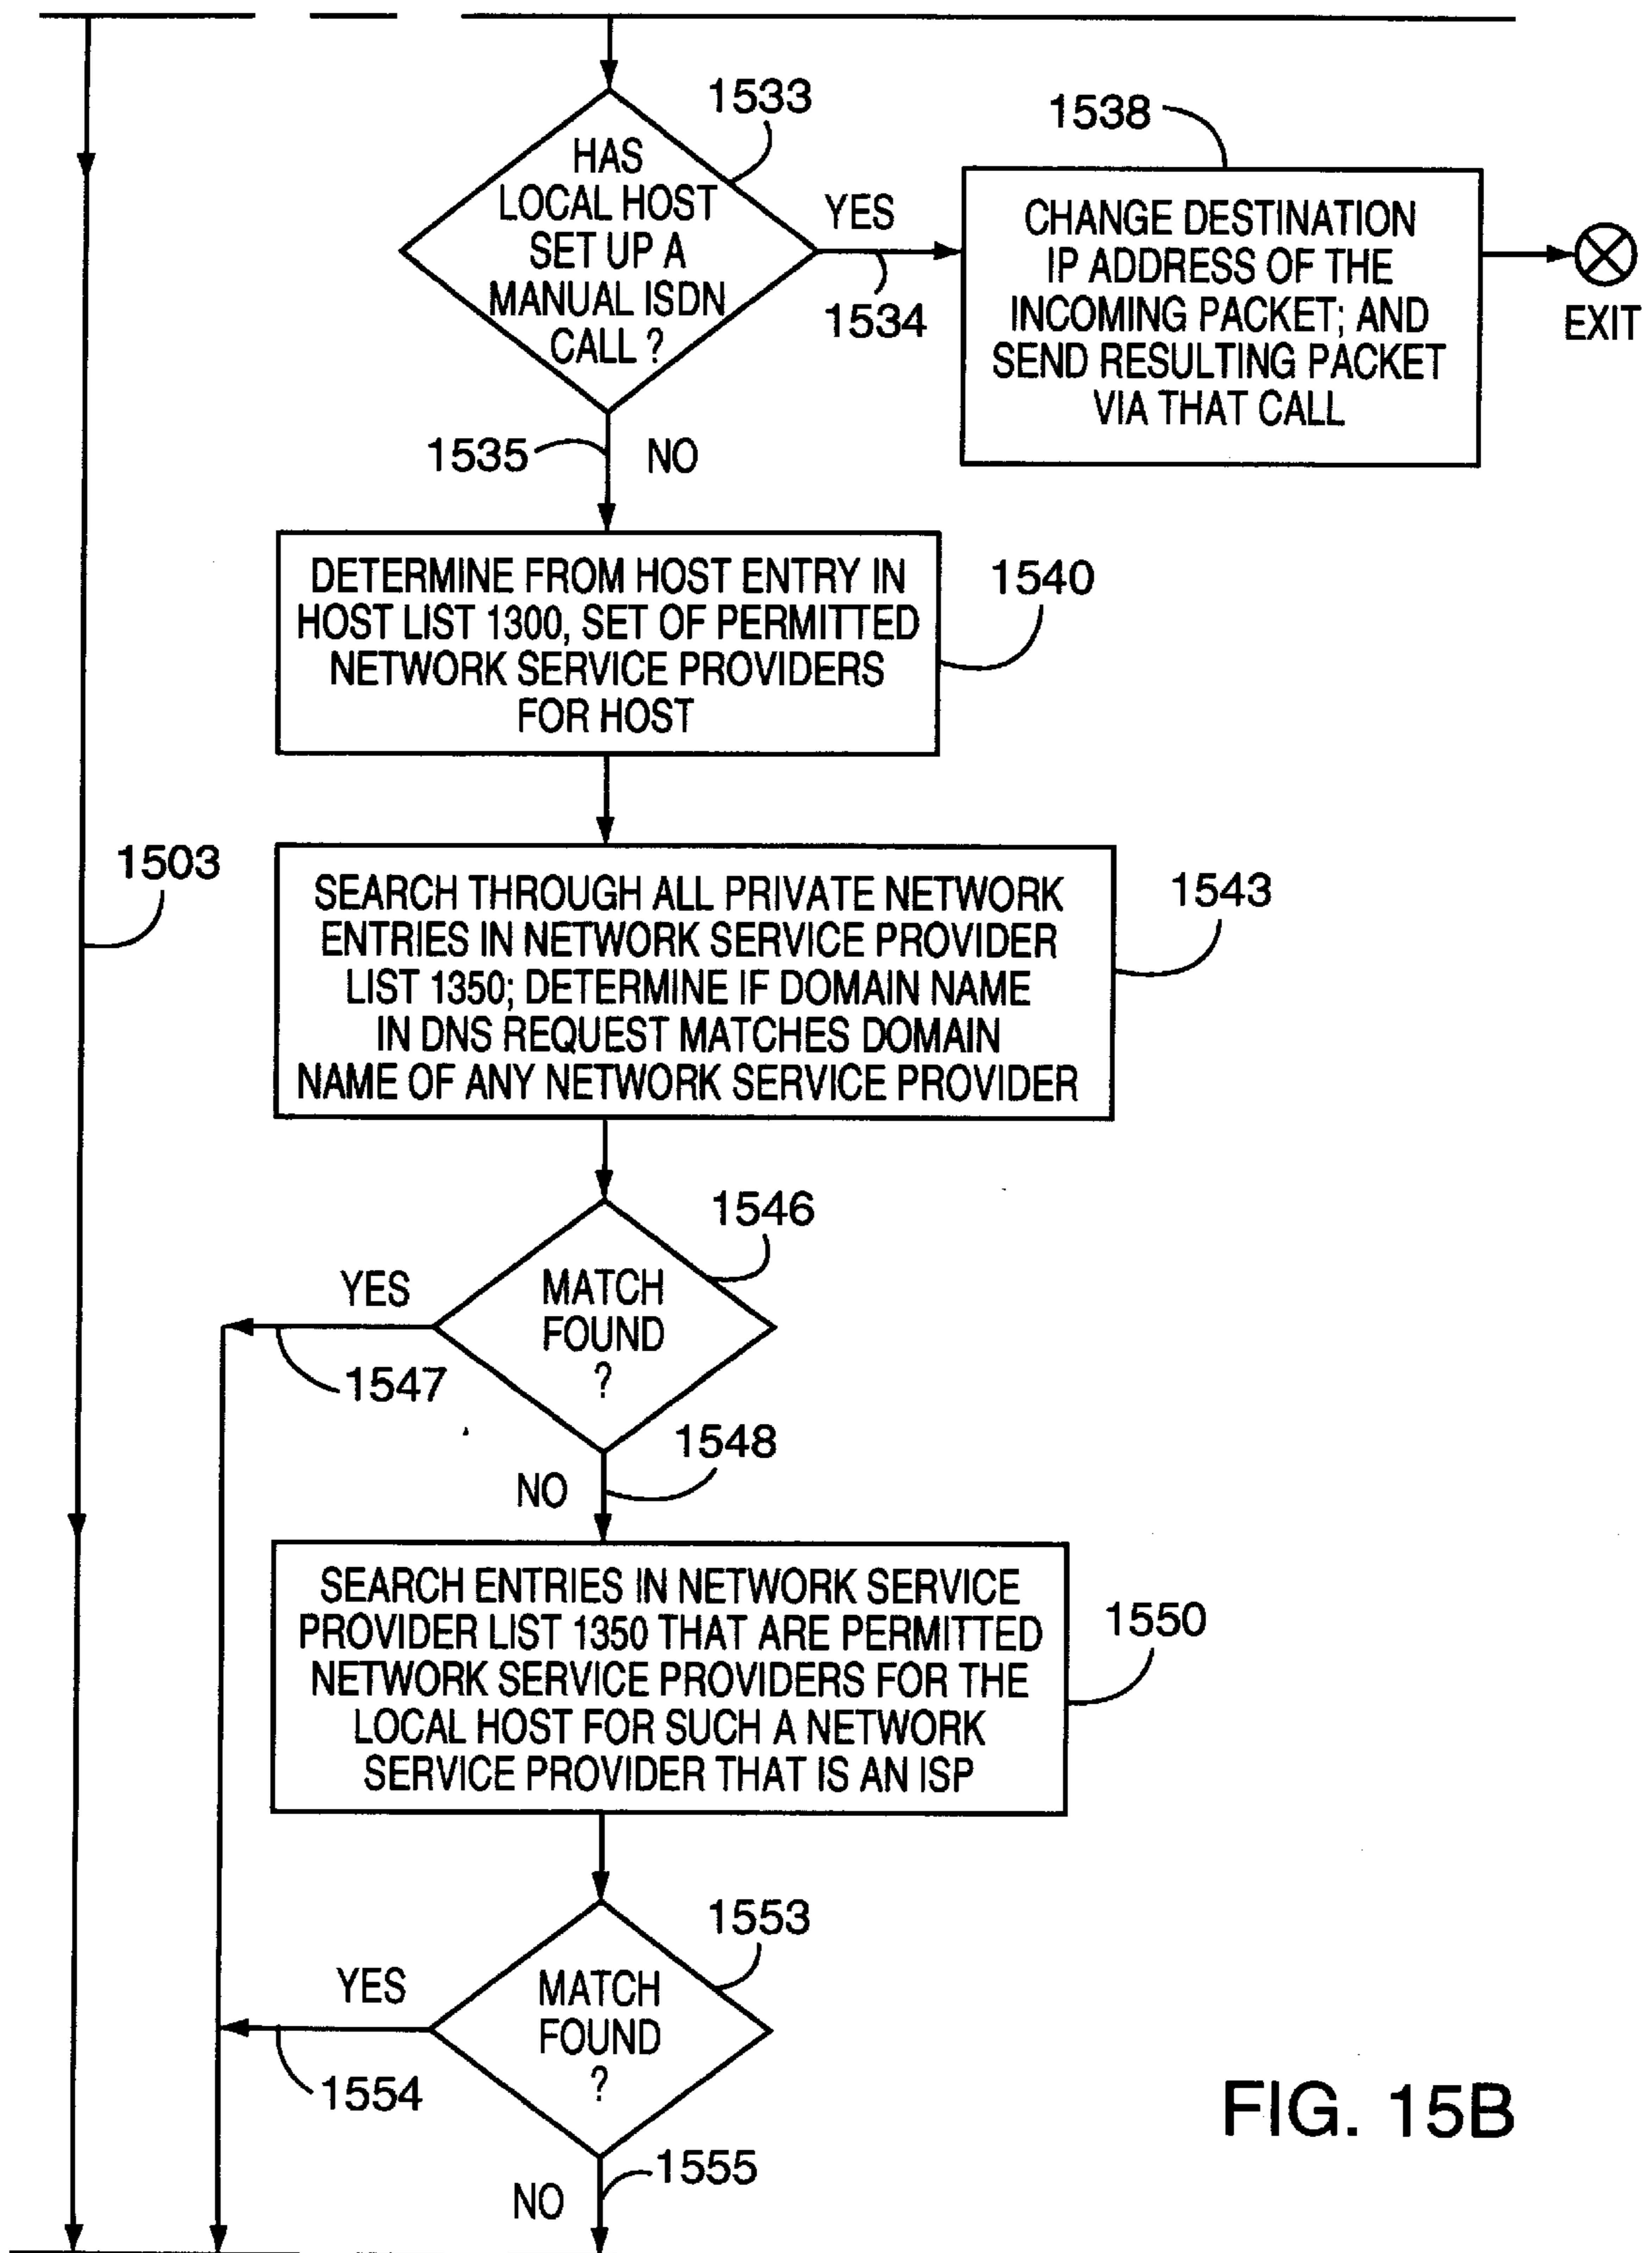 1533
HAS
LOCAL HOST
SET UP A
MANUAL ISDN
CALL ?
YES
1534
1538
CHANGE DESTINATION
IP ADDRESS OF THE
INCOMING PACKET; AND
SEND RESULTING PACKET
VIA THAT CALL
EXIT
1535
NO
DETERMINE FROM HOST ENTRY IN
HOST LIST 1300, SET OF PERMITTED
NETWORK SERVICE PROVIDERS
FOR HOST
1540
1503
SEARCH THROUGH ALL PRIVATE NETWORK
ENTRIES IN NETWORK SERVICE PROVIDER
LIST 1350; DETERMINE IF DOMAIN NAME
IN DNS REQUEST MATCHES DOMAIN
NAME OF ANY NETWORK SERVICE PROVIDER
1543
1546
MATCH
FOUND
?
YES
1547
1548
NO
SEARCH ENTRIES IN NETWORK SERVICE
PROVIDER LIST 1350 THAT ARE PERMITTED
NETWORK SERVICE PROVIDERS FOR THE
LOCAL HOST FOR SUCH A NETWORK
SERVICE PROVIDER THAT IS AN ISP
1550
1553
MATCH
FOUND
?
YES
1554
1555
NO
FIG. 15B